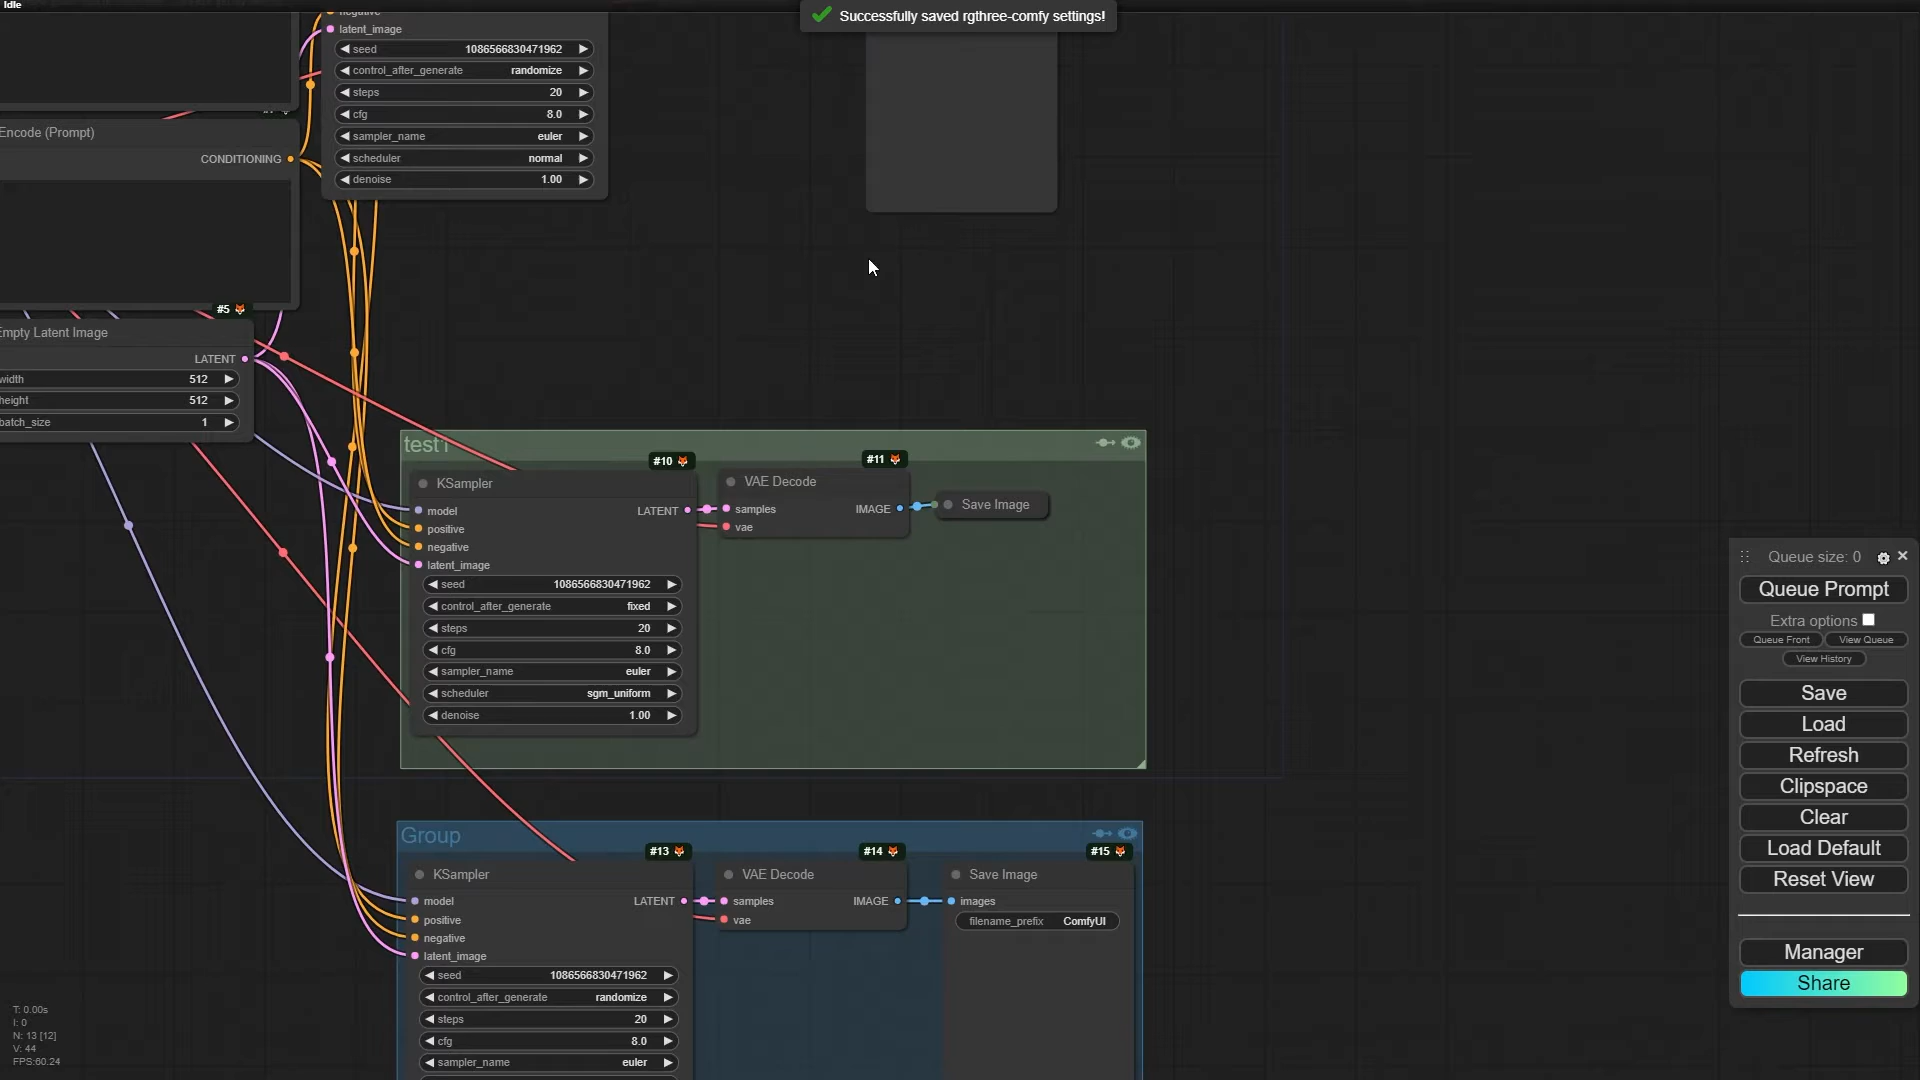 Idle
Successfully saved rgthree-comfy settings!
negative
latent_image
seed 1086566830471962
control_after_generate randomize
steps 20
cfg 8.0
sampler_name euler
scheduler normal
denoise 1.00
Encode (Prompt)
CONDITIONING
#5
Empty Latent Image
LATENT
width 512
height 512
batch_size 1
test1
#10
#11
KSampler
VAE Decode
Save Image
model
LATENT
samples
IMAGE
positive
vae
negative
latent_image
seed 1086566830471962
control_after_generate fixed
steps 20
cfg 8.0
sampler_name euler
scheduler sgm_uniform
denoise 1.00
Group
#13
#14
#15
KSampler
VAE Decode
Save Image
model
LATENT
samples
IMAGE
images
positive
vae
filename_prefix ComfyUI
negative
latent_image
seed 1086566830471962
control_after_generate randomize
steps 20
cfg 8.0
sampler_name euler
Queue size: 0
Queue Prompt
Extra options
Queue Front
View Queue
View History
Save
Load
Refresh
Clipspace
Clear
Load Default
Reset View
Manager
Share
T: 0.00s
I: 0
N: 13 [12]
V: 44
FPS:60.24